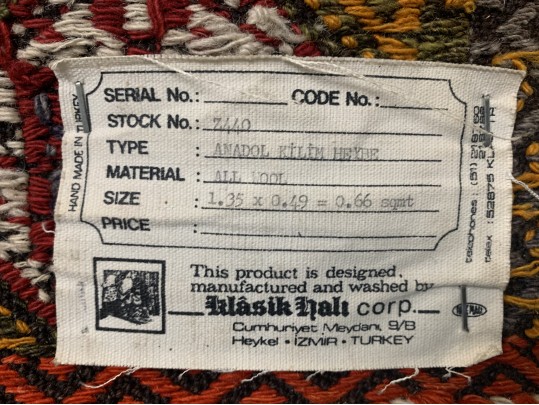 SERIAL No.: CODE No.:
STOCK No.: Z440
TYPE : ANADOL KİLİM HEYBE
MATERIAL : ALL WOOL
SIZE : 1.35 x 0.49 = 0.66 sqmt
PRICE :
HAND MADE IN TURKEY
This product is designed,
manufactured and washed by
klâsik halı corp.
Cumhuriyet Meydanı, 9/B
Heykel • İZMİR • TURKEY